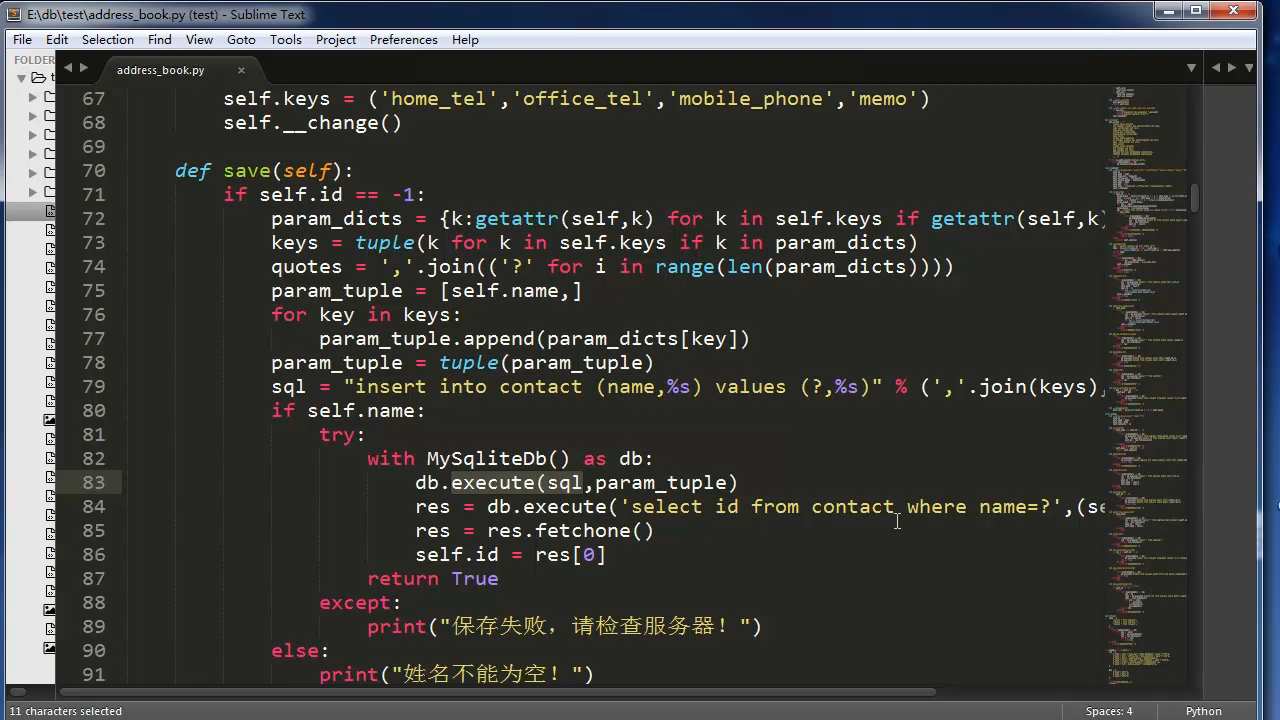 E:\db\test\address_book.py (test) - Sublime Text
File Edit Selection Find View Goto Tools Project Preferences Help
FOLDER
address_book.py ×
67 self.keys = ('home_tel','office_tel','mobile_phone','memo')
68 self.__change()
69
70 def save(self):
71 if self.id == -1:
72 param_dicts = {k:getattr(self,k) for k in self.keys if getattr(self,k)
73 keys = tuple(k for k in self.keys if k in param_dicts)
74 quotes = ','.join(('?' for i in range(len(param_dicts))))
75 param_tuple = [self.name,]
76 for key in keys:
77 param_tuple.append(param_dicts[key])
78 param_tuple = tuple(param_tuple)
79 sql = "insert into contact (name,%s) values (?,%s)" % (','.join(keys),
80 if self.name:
81 try:
82 with MySqliteDb() as db:
83 db.execute(sql,param_tuple)
84 res = db.execute('select id from contact where name=?',(se
85 res = res.fetchone()
86 self.id = res[0]
87 return True
88 except:
89 print("保存失败，请检查服务器！")
90 else:
91 print("姓名不能为空！")
11 characters selected
Spaces: 4
Python